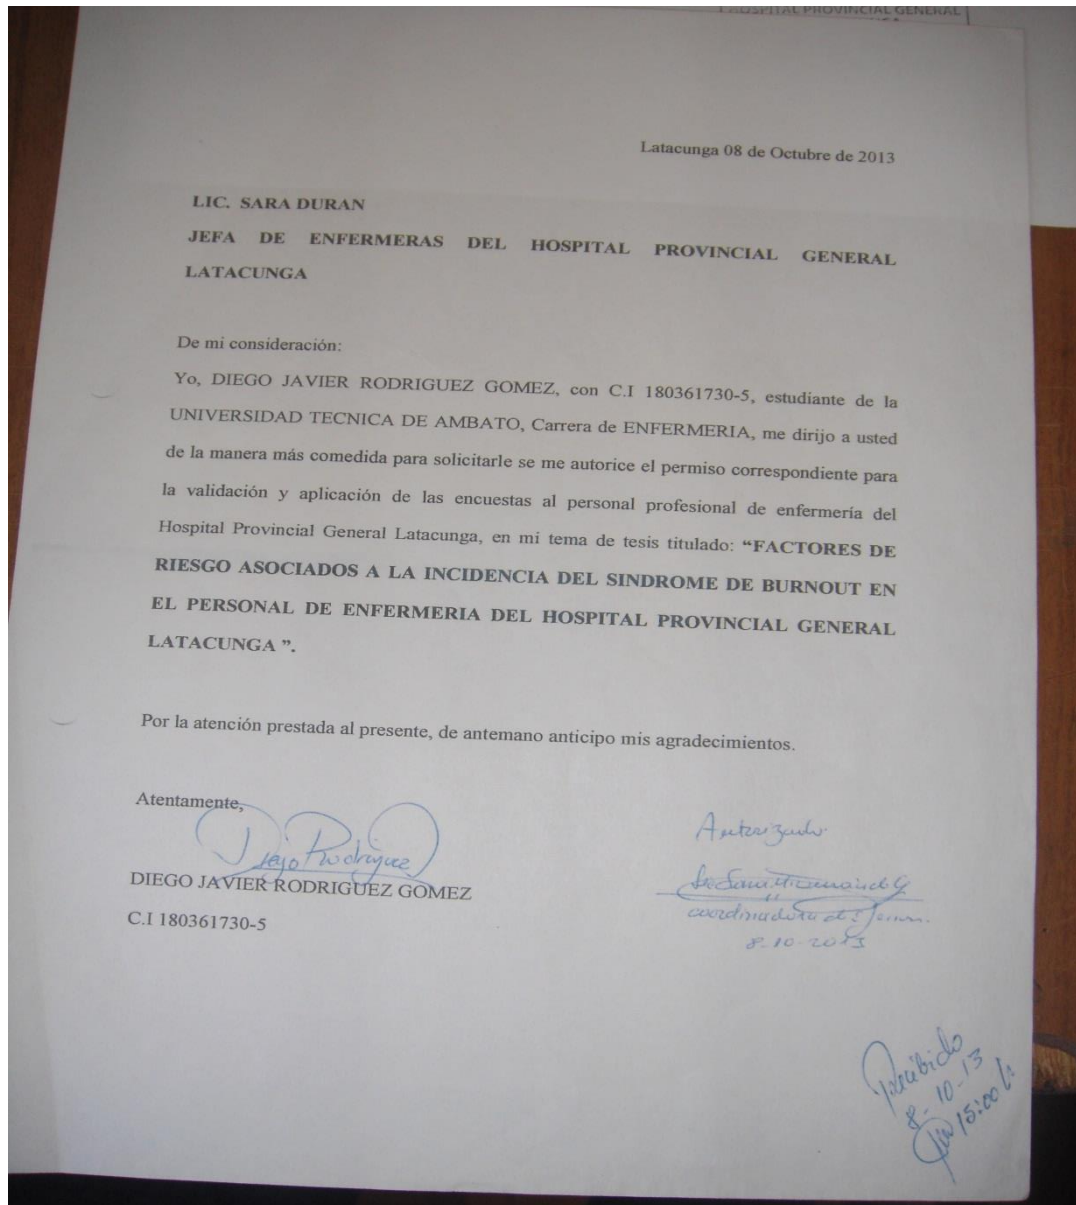 HOSPITAL PROVINCIAL GENERAL
Latacunga 08 de Octubre de 2013
LIC. SARA DURAN
JEFA DE ENFERMERAS DEL HOSPITAL PROVINCIAL GENERAL
LATACUNGA
De mi consideración:
Yo, DIEGO JAVIER RODRIGUEZ GOMEZ, con C.I 180361730-5, estudiante de la
UNIVERSIDAD TECNICA DE AMBATO, Carrera de ENFERMERIA, me dirijo a usted
de la manera más comedida para solicitarle se me autorice el permiso correspondiente para
la validación y aplicación de las encuestas al personal profesional de enfermería del
Hospital Provincial General Latacunga, en mi tema de tesis titulado: “FACTORES DE
RIESGO ASOCIADOS A LA INCIDENCIA DEL SINDROME DE BURNOUT EN
EL PERSONAL DE ENFERMERIA DEL HOSPITAL PROVINCIAL GENERAL
LATACUNGA ”.
Por la atención prestada al presente, de antemano anticipo mis agradecimientos.
Atentamente,
Diego Rodriguez
DIEGO JAVIER RODRIGUEZ GOMEZ
C.I 180361730-5
Autorizado
coordinadora
8-10-2013
Recibido
8-10-13
15:00 h